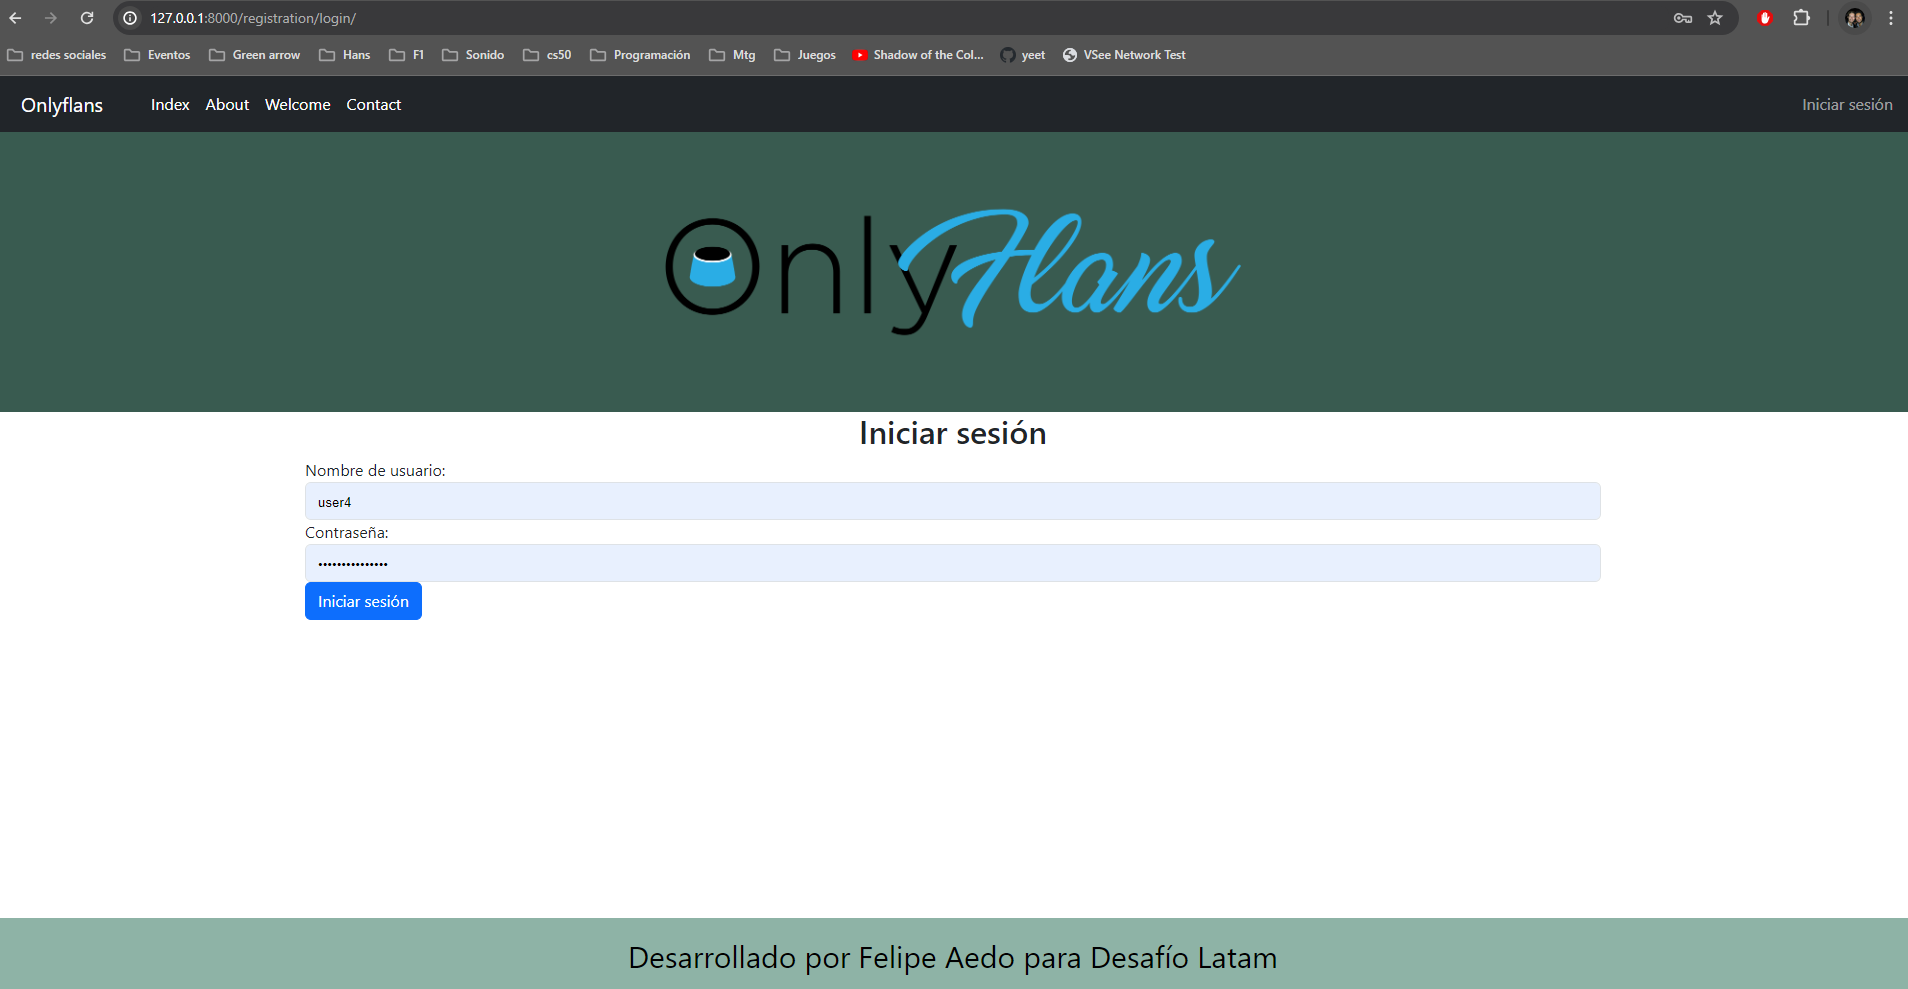 127.0.0.1:8000/registration/login/
redes sociales Eventos Green arrow Hans F1 Sonido cs50 Programación Mtg Juegos Shadow of the Col... yeet VSee Network Test
Onlyflans Index About Welcome Contact Iniciar sesión
OnlyFlans
Iniciar sesión
Nombre de usuario:
user4
Contraseña:
•••••••••••••••
Iniciar sesión
Desarrollado por Felipe Aedo para Desafío Latam